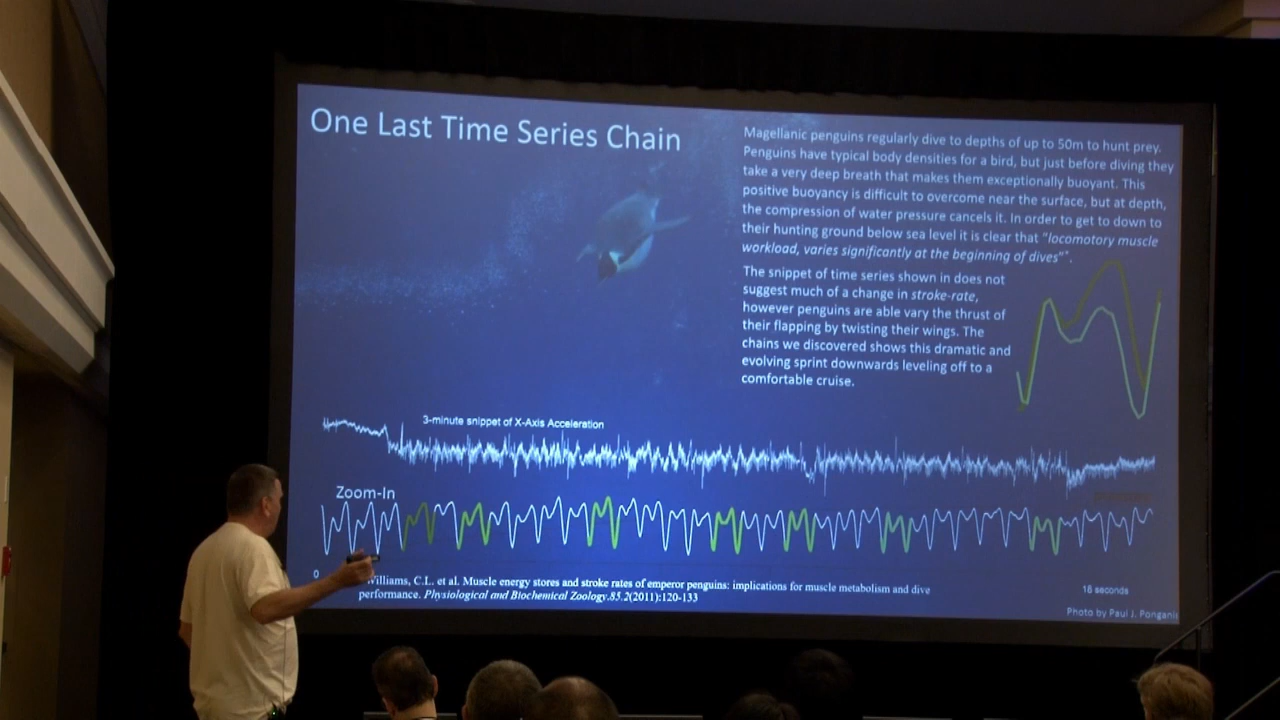 One Last Time Series Chain
Magellanic penguins regularly dive to depths of up to 50m to hunt prey.
Penguins have typical body densities for a bird, but just before diving they
take a very deep breath that makes them exceptionally buoyant. This
positive buoyancy is difficult to overcome near the surface, but at depth,
the compression of water pressure cancels it. In order to get to down to
their hunting ground below sea level it is clear that "locomotory muscle
workload, varies significantly at the beginning of dives"*.
The snippet of time series shown in does not
suggest much of a change in stroke-rate,
however penguins are able vary the thrust of
their flapping by twisting their wings. The
chains we discovered shows this dramatic and
evolving sprint downwards leveling off to a
comfortable cruise.
3-minute snippet of X-Axis Acceleration
Zoom-In
0
Williams, C.L. et al. Muscle energy stores and stroke rates of emperor penguins: implications for muscle metabolism and dive
performance. Physiological and Biochemical Zoology.85.2(2011):120-133
18 seconds
Photo by Paul J. Ponganis